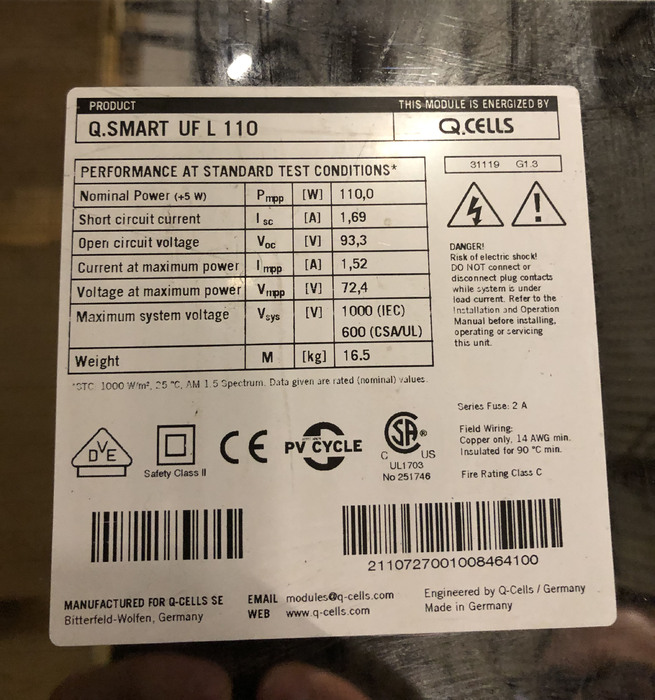 PRODUCT THIS MODULE IS ENERGIZED BY
Q.SMART UF L 110 Q.CELLS
PERFORMANCE AT STANDARD TEST CONDITIONS*
Nominal Power (+5 W) Pmpp [W] 110,0
Short circuit current Isc [A] 1,69
Open circuit voltage Voc [V] 93,3
Current at maximum power Impp [A] 1,52
Voltage at maximum power Vmpp [V] 72,4
Maximum system voltage Vsys [V] 1000 (IEC)
600 (CSA/UL)
Weight M [kg] 16.5
*STC: 1000 W/m², 25 °C, AM 1.5 Spectrum. Data given are rated (nominal) values.
31119 G1.3
DANGER!
Risk of electric shock!
DO NOT connect or
disconnect plug contacts
while system is under
load current. Refer to the
Installation and Operation
Manual before installing,
operating or servicing
this unit.
Series Fuse: 2 A
Field Wiring:
Copper only, 14 AWG min.
Insulated for 90 °C min.
Fire Rating Class C
DVE
Safety Class II
CE
PV CYCLE
SA®
C US
UL1703
No 251746
2110727001008464100
MANUFACTURED FOR Q-CELLS SE
Bitterfeld-Wolfen, Germany
EMAIL modules@q-cells.com
WEB www.q-cells.com
Engineered by Q-Cells / Germany
Made in Germany